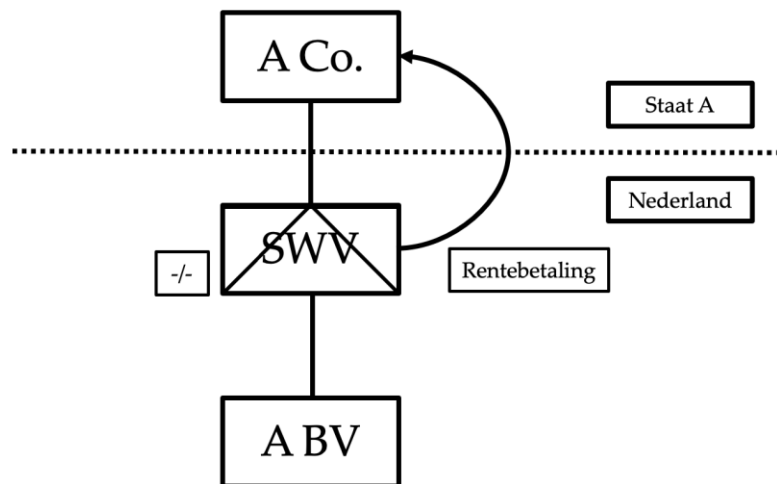 A Co.
Staat A
Nederland
SWV
-/-
Rentebetaling
A BV